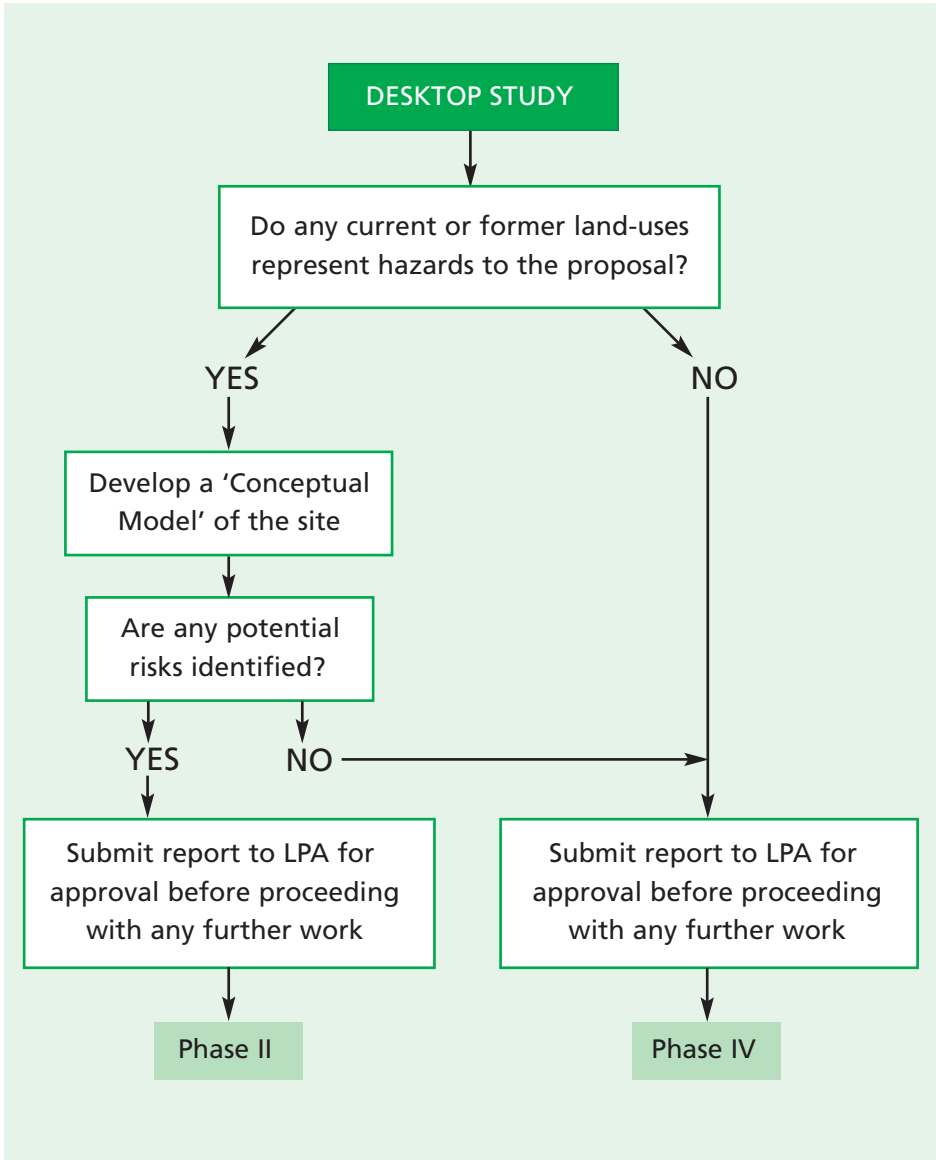 DESKTOP STUDY
Do any current or former land-uses
represent hazards to the proposal?
YES
NO
Develop a ‘Conceptual
Model’ of the site
Are any potential
risks identified?
YES
NO
Submit report to LPA for
approval before proceeding
with any further work
Submit report to LPA for
approval before proceeding
with any further work
Phase II
Phase IV